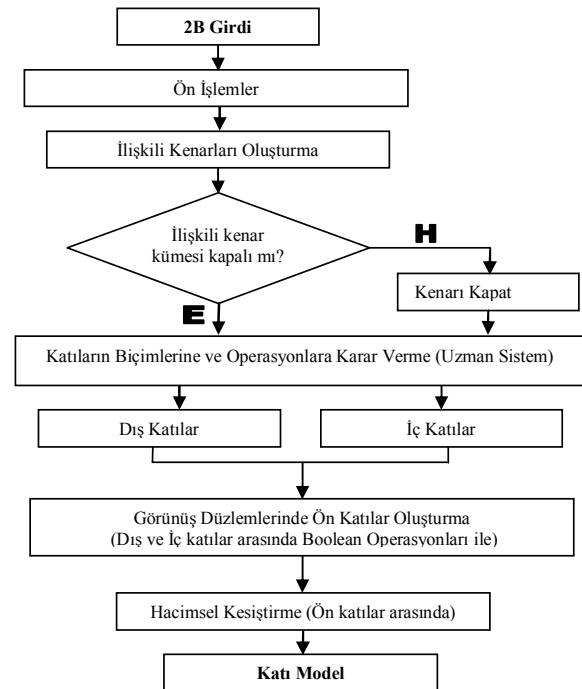 2B Girdi
Ön İşlemler
İlişkili Kenarları Oluşturma
İlişkili kenar
kümesi kapalı mı?
H
Kenarı Kapat
E
Katıların Biçimlerine ve Operasyonlara Karar Verme (Uzman Sistem)
Dış Katılar
İç Katılar
Görünüş Düzlemlerinde Ön Katılar Oluşturma
(Dış ve İç katılar arasında Boolean Operasyonları ile)
Hacimsel Kesiştirme (Ön katılar arasında)
Katı Model